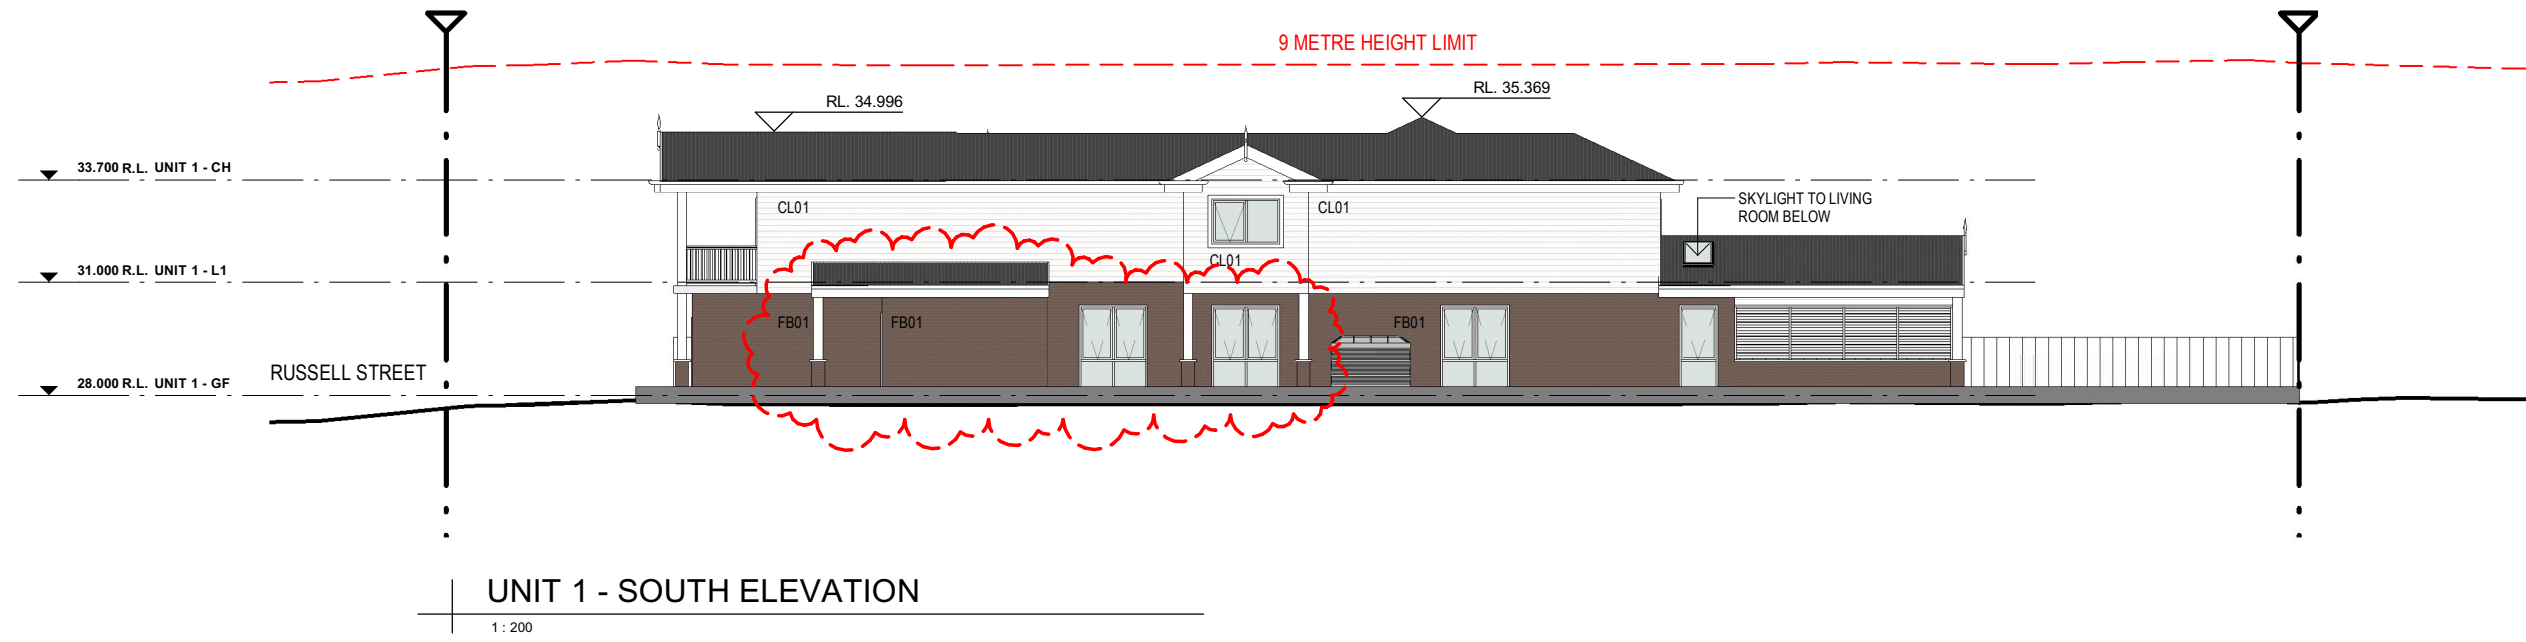 9 METRE HEIGHT LIMIT
RL. 34.996
RL. 35.369
33.700 R.L. UNIT 1 - CH
CL01
CL01
SKYLIGHT TO LIVING
ROOM BELOW
CL01
31.000 R.L. UNIT 1 - L1
FB01
FB01
FB01
RUSSELL STREET
28.000 R.L. UNIT 1 - GF
UNIT 1 - SOUTH ELEVATION
1 : 200